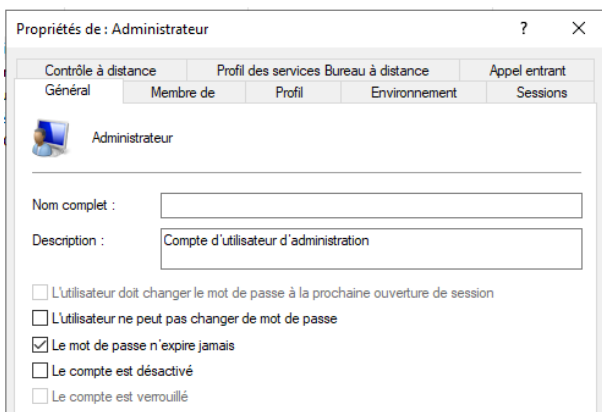 Propriétés de : Administrateur
Contrôle à distance Profil des services Bureau à distance Appel entrant
Général Membre de Profil Environnement Sessions
Administrateur
Nom complet :
Description : Compte d'utilisateur d'administration
L'utilisateur doit changer le mot de passe à la prochaine ouverture de session
L'utilisateur ne peut pas changer de mot de passe
Le mot de passe n'expire jamais
Le compte est désactivé
Le compte est verrouillé